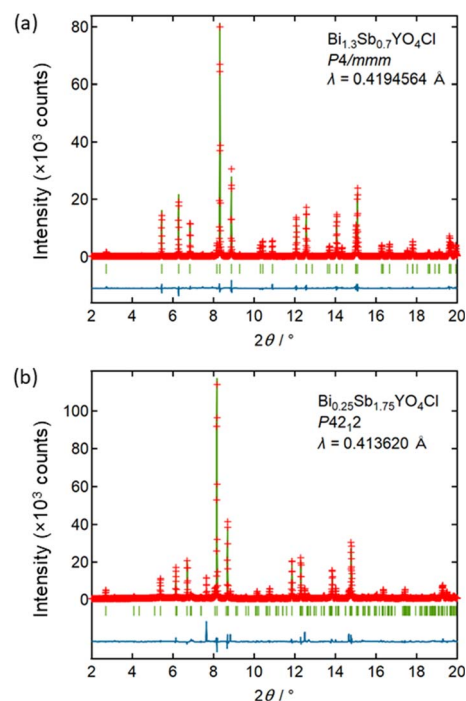 (a)
Bi₁.₃Sb₀.₇YO₄Cl
P4/mmm
λ = 0.4194564 Å
Intensity (×10³ counts)
80
60
40
20
0
2 4 6 8 10 12 14 16 18 20
2θ / °
(b)
Bi₀.₂₅Sb₁.₇₅YO₄Cl
P42₁2
λ = 0.413620 Å
Intensity (×10³ counts)
100
80
60
40
20
0
2 4 6 8 10 12 14 16 18 20
2θ / °